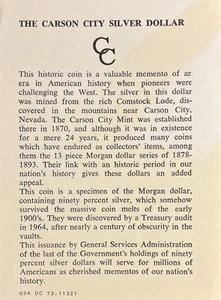 THE CARSON CITY SILVER DOLLAR
CC
This historic coin is a valuable memento of an
era in American history when pioneers were
challenging the West. The silver in this dollar
was mined from the rich Comstock Lode, dis-
covered in the mountains near Carson City,
Nevada. The Carson City Mint was established
there in 1870, and although it was in existence
for a mere 24 years, it produced many coins
which have endured as collectors' items, among
them the 13 piece Morgan dollar series of 1878-
1893. Their link with an historic period in our
nation's history gives these dollars an added
appeal.
This coin is a specimen of the Morgan dollar,
containing ninety percent silver, which somehow
survived the massive coin melts of the early
1900's. They were discovered by a Treasury audit
in 1964, after nearly a century of obscurity in the
vaults.
This issuance by General Services Administration
of the last of the Government's holdings of ninety
percent silver dollars will serve for millions of
Americans as cherished mementos of our nation's
history.
GSA DC 73-11321